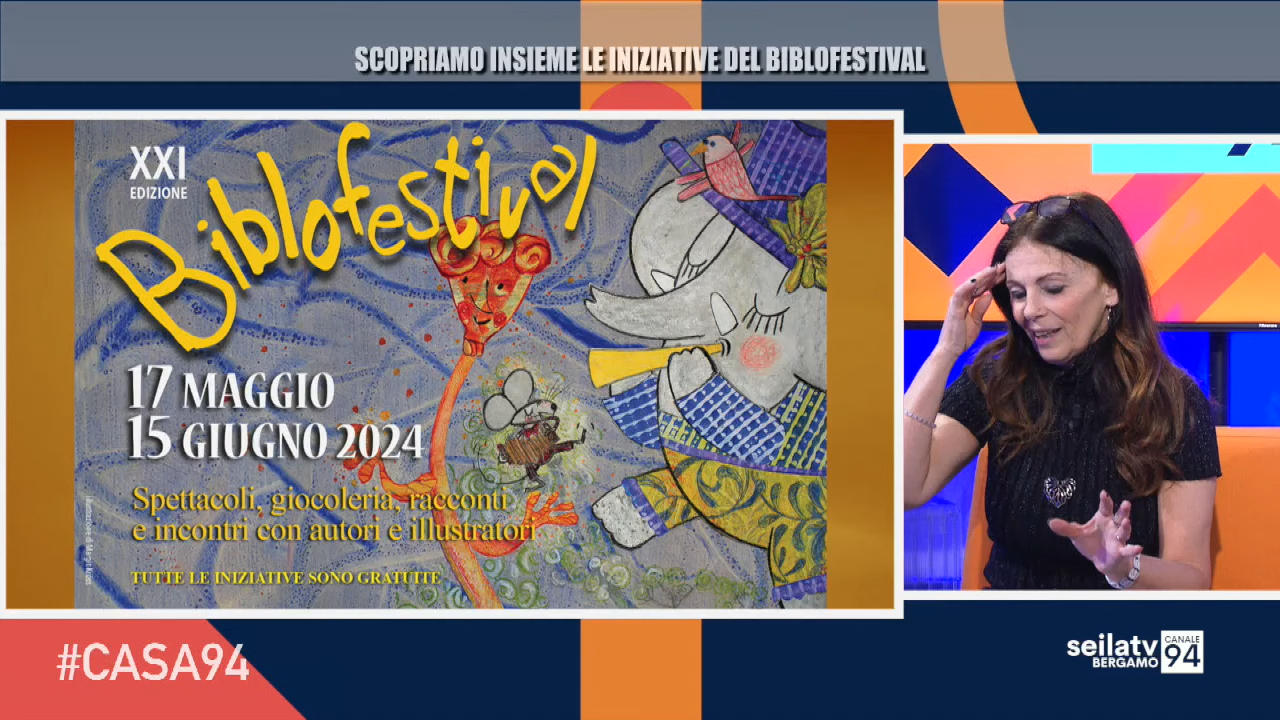 SCOPRIAMO INSIEME LE INIZIATIVE DEL BIBLOFESTIVAL
XXI
EDIZIONE
Biblofestival
17 MAGGIO
15 GIUGNO 2024
Spettacoli, giocoleria, racconti
e incontri con autori e illustratori
TUTTE LE INIZIATIVE SONO GRATUITE
#CASA94
seilatv
BERGAMO
CANALE
94